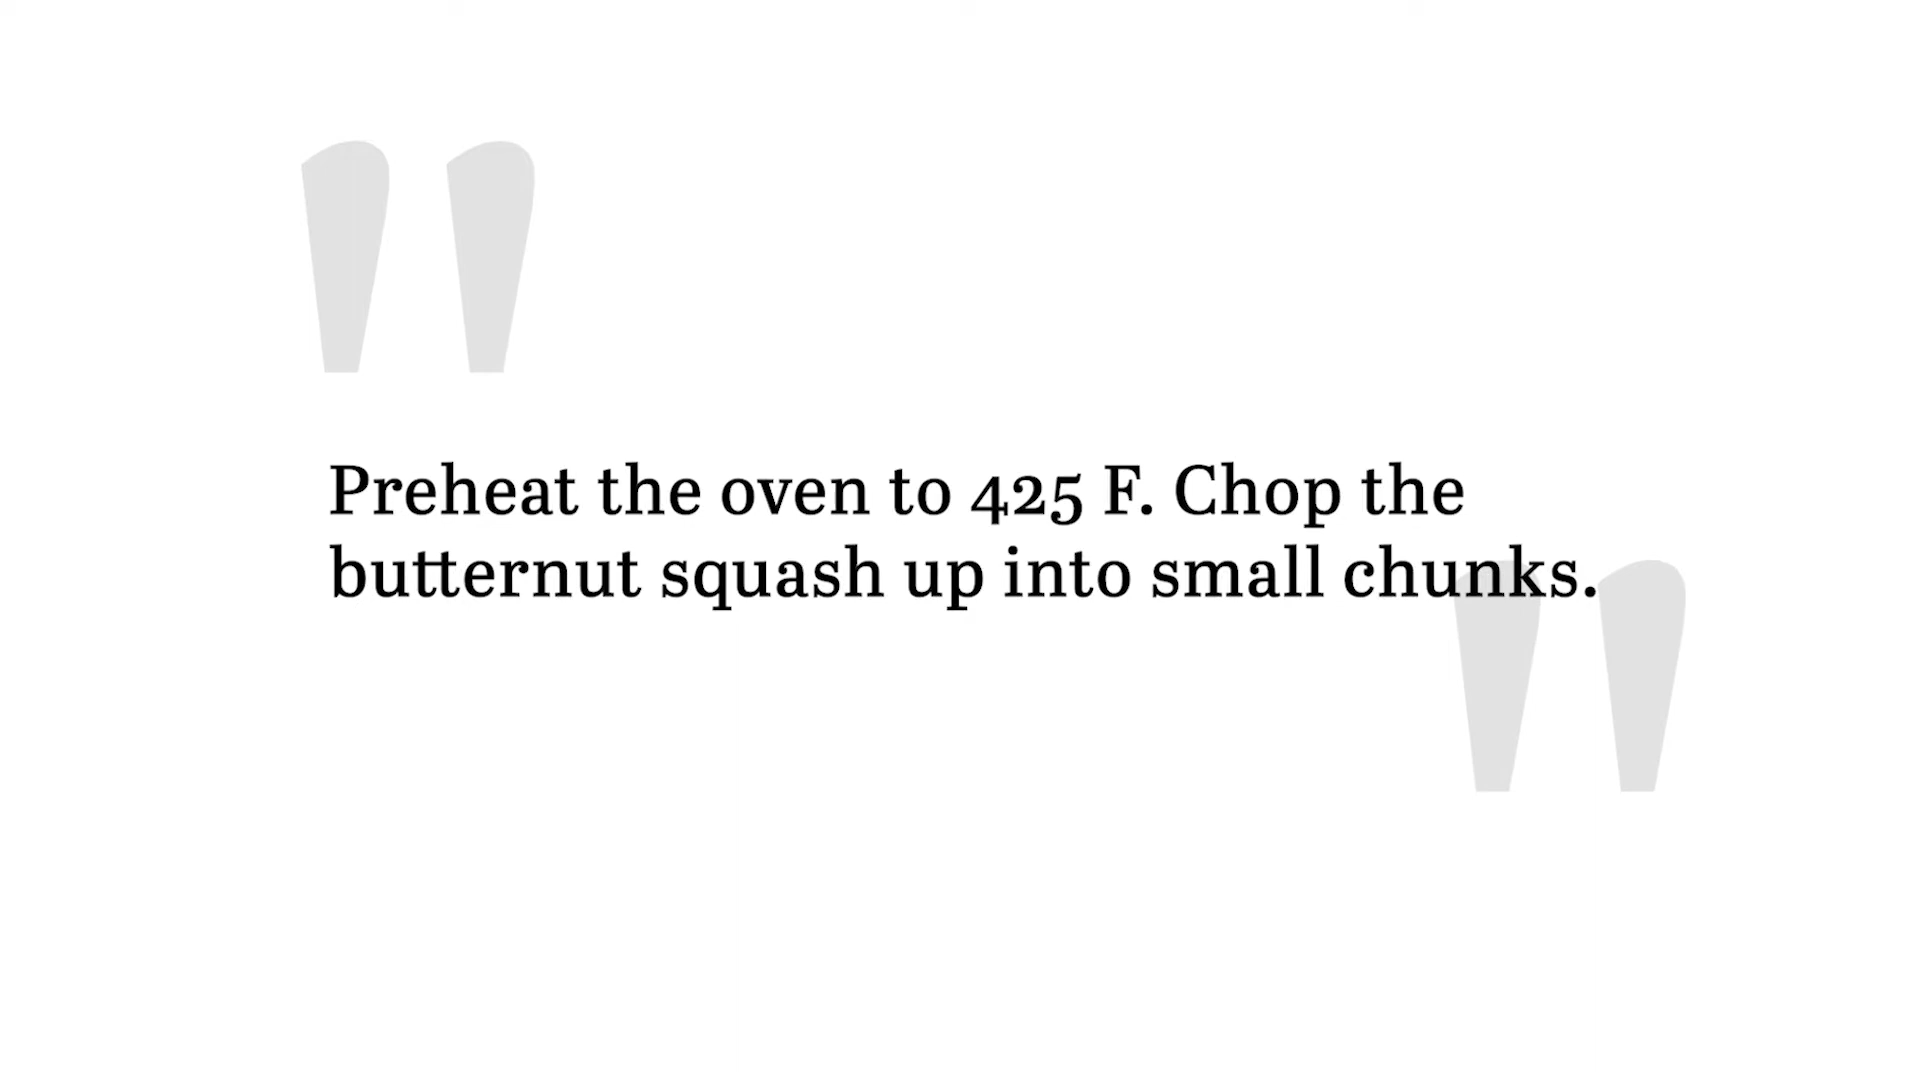 Preheat the oven to 425 F. Chop the
butternut squash up into small chunks.